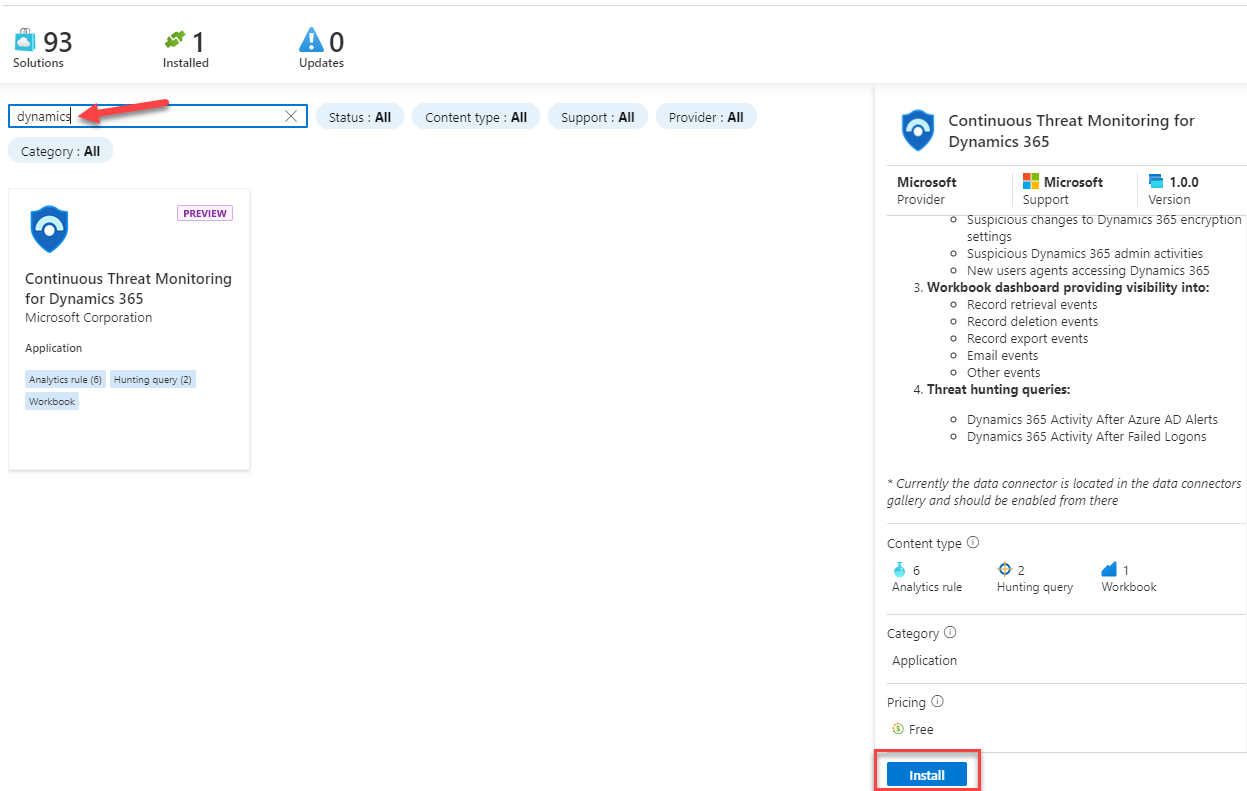 93
Solutions
1
Installed
0
Updates
dynamics
Status : All
Content type : All
Support : All
Provider : All
Category : All
PREVIEW
Continuous Threat Monitoring
for Dynamics 365
Microsoft Corporation
Application
Analytics rule (6)
Hunting query (2)
Workbook
Continuous Threat Monitoring for
Dynamics 365
Microsoft
Provider
Microsoft
Support
1.0.0
Version
Suspicious changes to Dynamics 365 encryption
settings
Suspicious Dynamics 365 admin activities
New users agents accessing Dynamics 365
3. Workbook dashboard providing visibility into:
Record retrieval events
Record deletion events
Record export events
Email events
Other events
4. Threat hunting queries:
Dynamics 365 Activity After Azure AD Alerts
Dynamics 365 Activity After Failed Logons
* Currently the data connector is located in the data connectors
gallery and should be enabled from there
Content type
6
Analytics rule
2
Hunting query
1
Workbook
Category
Application
Pricing
Free
Install